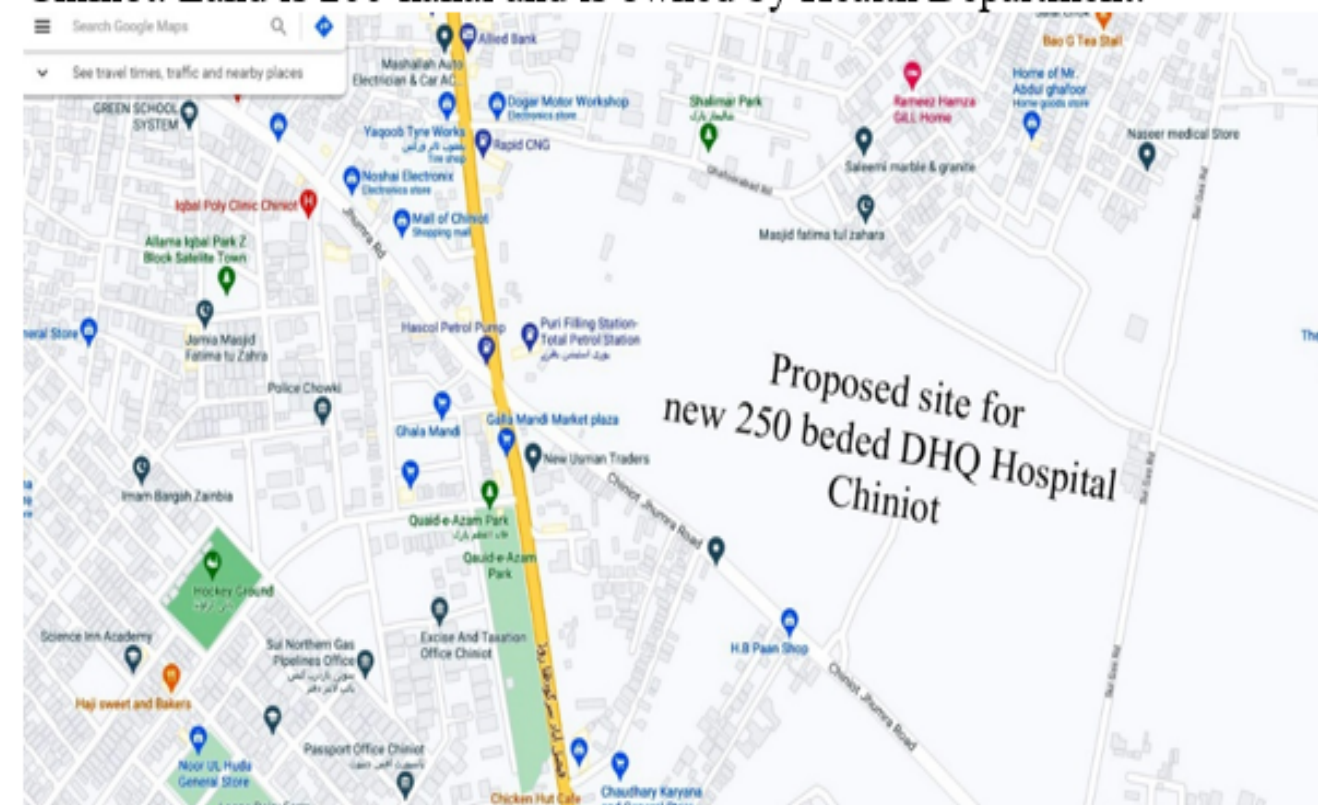 Search Google Maps
See travel times, traffic and nearby places
Allied Bank
Mashallah Auto
Electrician & Car AC...
GREEN SCHOOL
SYSTEM
Dogar Motor Workshop
Electronics store
Yaqoob Tyre Works
Tire shop
Rapid CNG
Shalimar Park
شالیمار پارک
Bao G Tea Stall
Rameez Hamza
GILL Home
Home of Mr.
Abdul ghafoor
Home goods store
Naseer medical Store
Saleemi marble & granite
Noshai Electronix
Electronics store
Iqbal Poly Clinic Chiniot
Jhumra Rd
Mall of Chiniot
Shopping mall
Masjid fatima tul zahara
Allama Iqbal Park Z
Block Satelite Town
Jamia Masjid
Fatima tu Zahra
Hascol Petrol Pump
Puri Filling Station-
Total Petrol Station
Police Chowki
Ghala Mandi
Galla Mandi Market plaza
New Usman Traders
Proposed site for
new 250 beded DHQ Hospital
Chiniot
Imam Bargah Zainbia
Quaid-e-Azam Park
Qauid-e-Azam
Park
Chiniot Jhumra Road
Hockey Ground
Science Inn Academy
Sui Northern Gas
Pipelines Office
Excise And Taxation
Office Chiniot
H.B Paan Shop
Chiniot Jhumra Road
Haji sweet and Bakers
Noor UL Huda
General Store
Passport Office Chiniot
Chicken Hut Cafe
Chaudhary Karyana